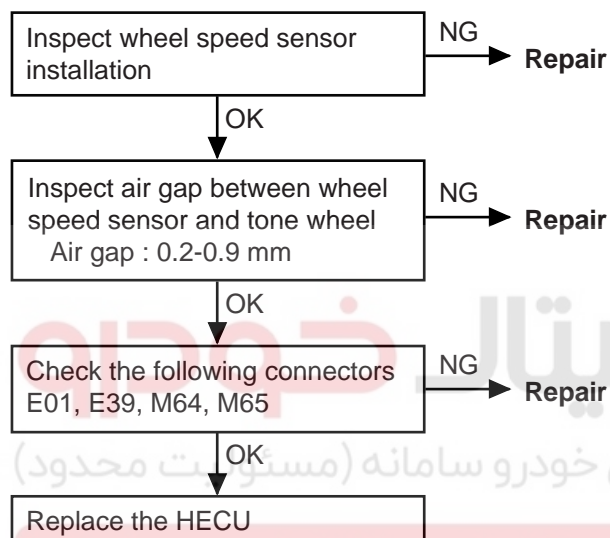 Inspect wheel speed sensor
installation
NG
Repair
OK
Inspect air gap between wheel
speed sensor and tone wheel
Air gap : 0.2-0.9 mm
NG
Repair
OK
Check the following connectors
E01, E39, M64, M65
NG
Repair
OK
Replace the HECU
یتال خودرو
خودرو سامانه (مسئولیت محدود)